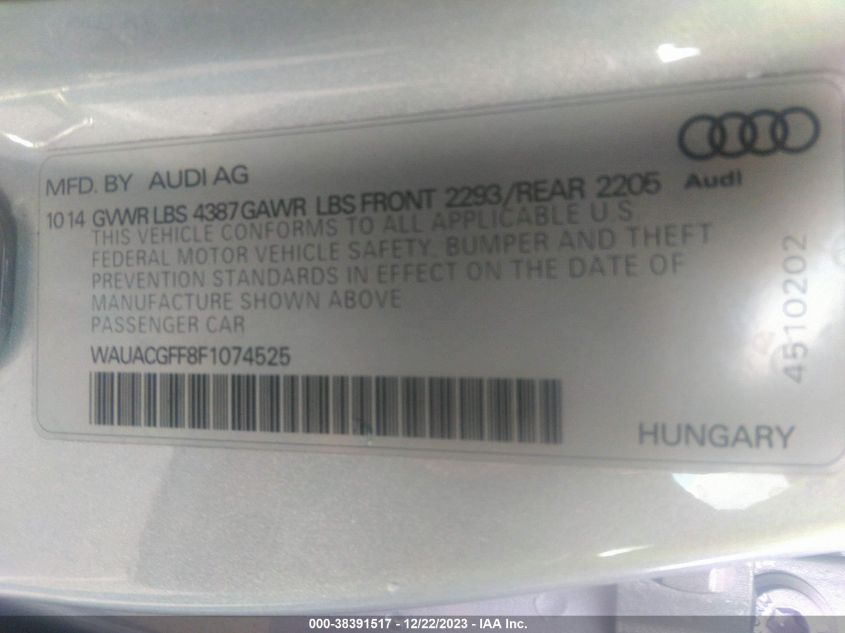 Audi
MFD. BY AUDI AG
10 14 GVWR LBS 4387 GAWR LBS FRONT 2293/REAR 2205
THIS VEHICLE CONFORMS TO ALL APPLICABLE U.S
FEDERAL MOTOR VEHICLE SAFETY, BUMPER AND THEFT
PREVENTION STANDARDS IN EFFECT ON THE DATE OF
MANUFACTURE SHOWN ABOVE
PASSENGER CAR
WAUACGFF8F1074525
4510202
HUNGARY
000-38391517 - 12/22/2023 - IAA Inc.